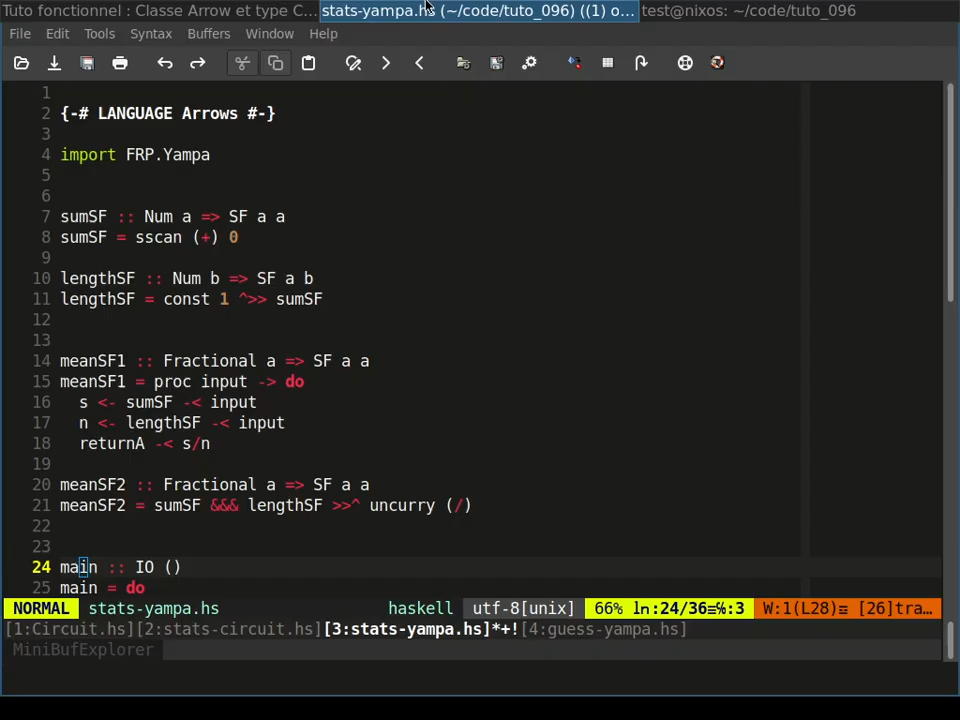 Tuto fonctionnel : Classe Arrow et type C... stats-yampa.hs (~/code/tuto_096) ((1) o... test@nixos: ~/code/tuto_096
File Edit Tools Syntax Buffers Window Help
1
2 {-# LANGUAGE Arrows #-}
3
4 import FRP.Yampa
5
6
7 sumSF :: Num a => SF a a
8 sumSF = sscan (+) 0
9
10 lengthSF :: Num b => SF a b
11 lengthSF = const 1 ^>> sumSF
12
13
14 meanSF1 :: Fractional a => SF a a
15 meanSF1 = proc input -> do
16   s <- sumSF -< input
17   n <- lengthSF -< input
18   returnA -< s/n
19
20 meanSF2 :: Fractional a => SF a a
21 meanSF2 = sumSF &&& lengthSF >>^ uncurry (/)
22
23
24 main :: IO ()
25 main = do
NORMAL stats-yampa.hs haskell utf-8[unix] 66% ln:24/36≡℅:3 W:1(L28)≡ [26]tra...
[1:Circuit.hs][2:stats-circuit.hs][3:stats-yampa.hs]*+![4:guess-yampa.hs]
MiniBufExplorer